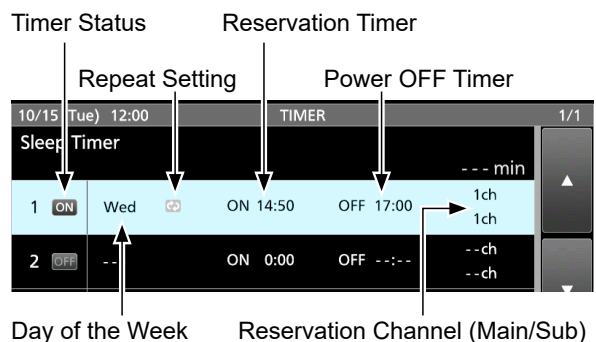 Timer Status Reservation Timer
Repeat Setting Power OFF Timer
10/15 (Tue) 12:00 TIMER 1/1
Sleep Timer
--- min
1 ON Wed ON 14:50 OFF 17:00 1ch
1ch
2 OFF --- ON 0:00 OFF --:-- --ch
--ch
Day of the Week Reservation Channel (Main/Sub)